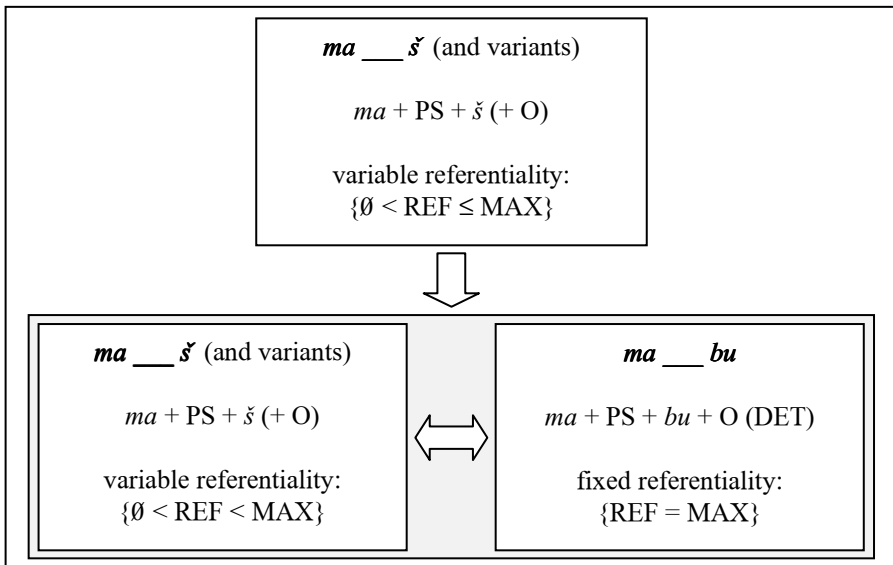 ma ___ š (and variants)
ma + PS + š (+ O)
variable referentiality:
{Ø < REF ≤ MAX}
ma ___ š (and variants)
ma + PS + š (+ O)
variable referentiality:
{Ø < REF < MAX}
ma ___ bu
ma + PS + bu + O (DET)
fixed referentiality:
{REF = MAX}